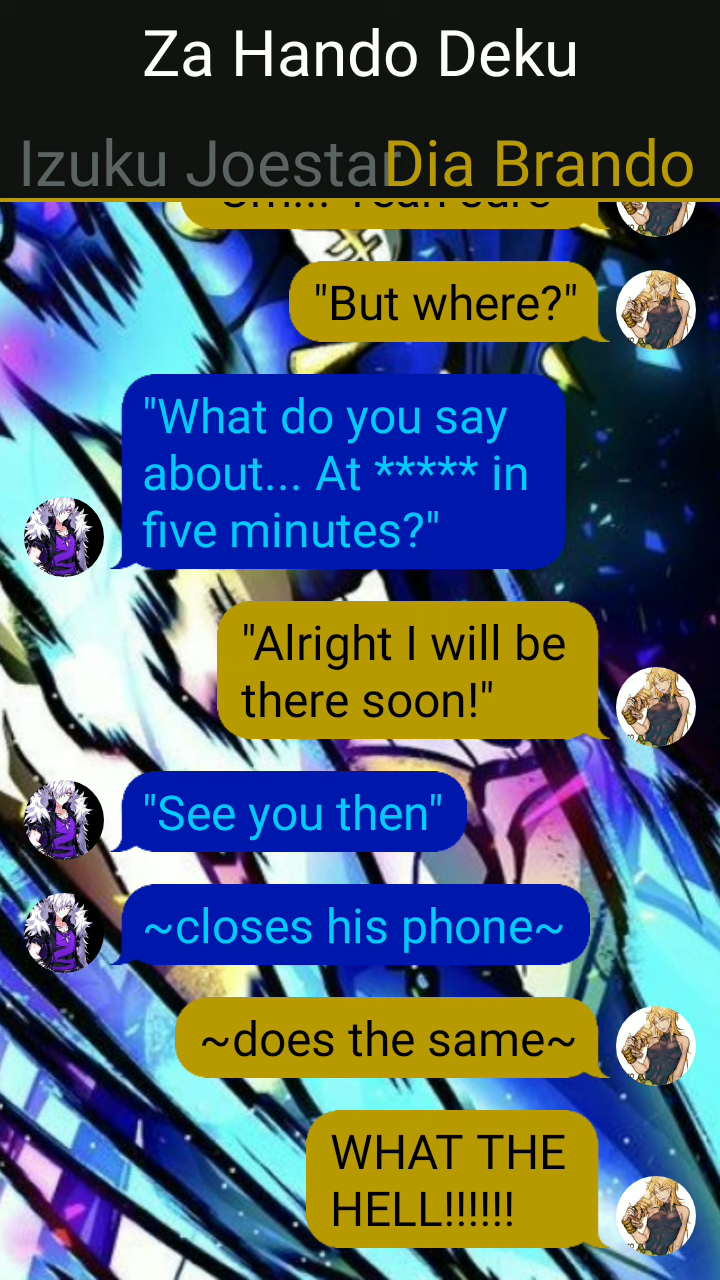 Za Hando Deku
Izuku Joestar Dia Brando
"But where?"
"What do you say
about... At ***** in
five minutes?"
"Alright I will be
there soon!"
"See you then"
~closes his phone~
~does the same~
WHAT THE
HELL!!!!!!